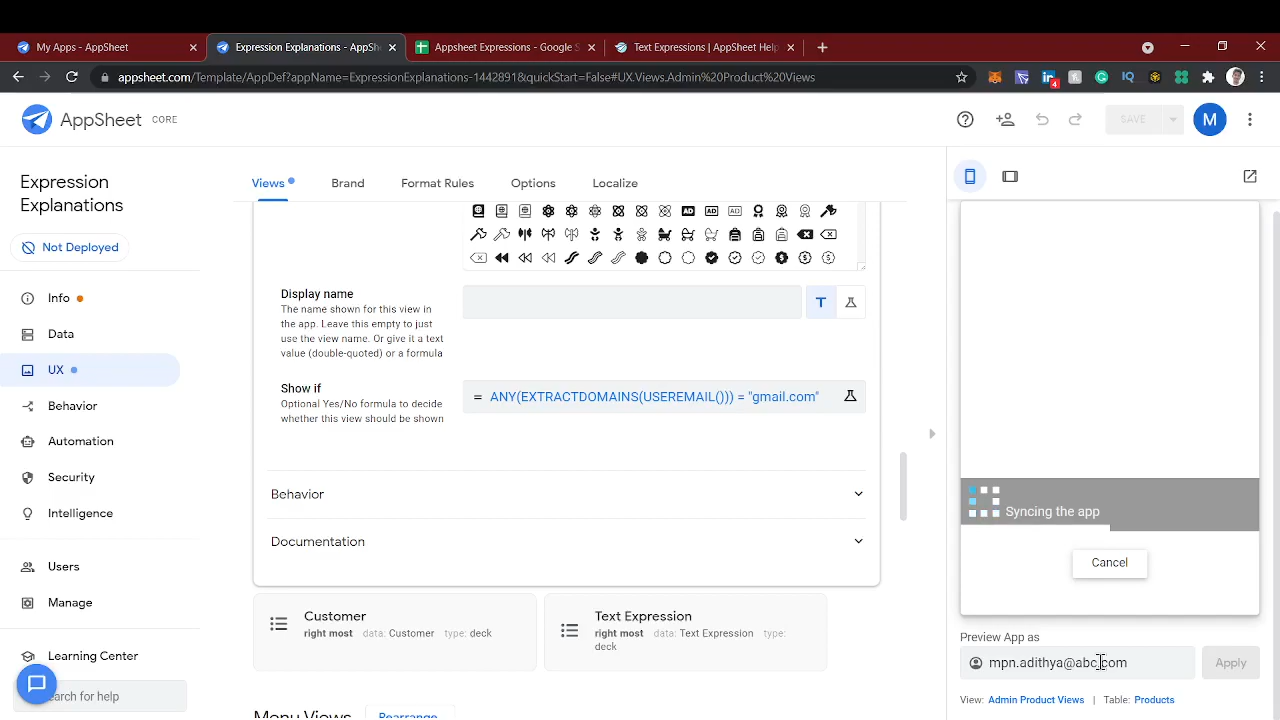 My Apps - AppSheet
Expression Explanations - AppSh
Appsheet Expressions - Google S
Text Expressions | AppSheet Help
appsheet.com/Template/AppDef?appName=ExpressionExplanations-1442891&quickStart=False#UX.Views.Admin%20Product%20Views
4
AppSheet CORE
SAVE
M
Expression
Explanations
Not Deployed
Info
Data
UX
Behavior
Automation
Security
Intelligence
Users
Manage
Learning Center
earch for help
Views
Brand
Format Rules
Options
Localize
AD AD AD
Display name
The name shown for this view in
the app. Leave this empty to just
use the view name. Or give it a text
value (double-quoted) or a formula
T
Show if
Optional Yes/No formula to decide
whether this view should be shown
= ANY(EXTRACTDOMAINS(USEREMAIL())) = "gmail.com"
Behavior
Documentation
Customer
right most data: Customer type: deck
Text Expression
right most data: Text Expression type:
deck
Menu Views
Rearrange
Syncing the app
Cancel
Preview App as
mpn.adithya@abc.com
Apply
View: Admin Product Views | Table: Products